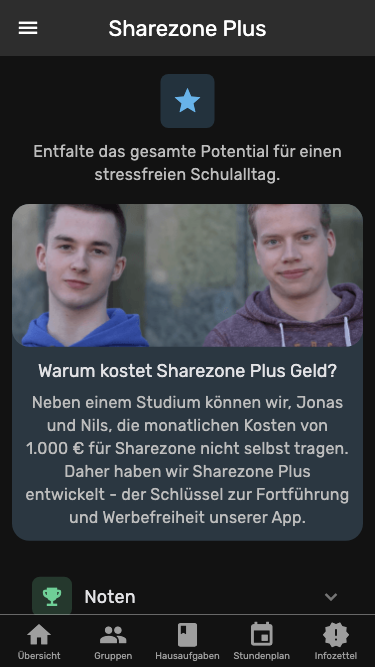 Sharezone Plus
Entfalte das gesamte Potential für einen
stressfreien Schulalltag.
Warum kostet Sharezone Plus Geld?
Neben einem Studium können wir, Jonas
und Nils, die monatlichen Kosten von
1.000 € für Sharezone nicht selbst tragen.
Daher haben wir Sharezone Plus
entwickelt - der Schlüssel zur Fortführung
und Werbefreiheit unserer App.
Noten
Übersicht Gruppen Hausaufgaben Stundenplan Infozettel